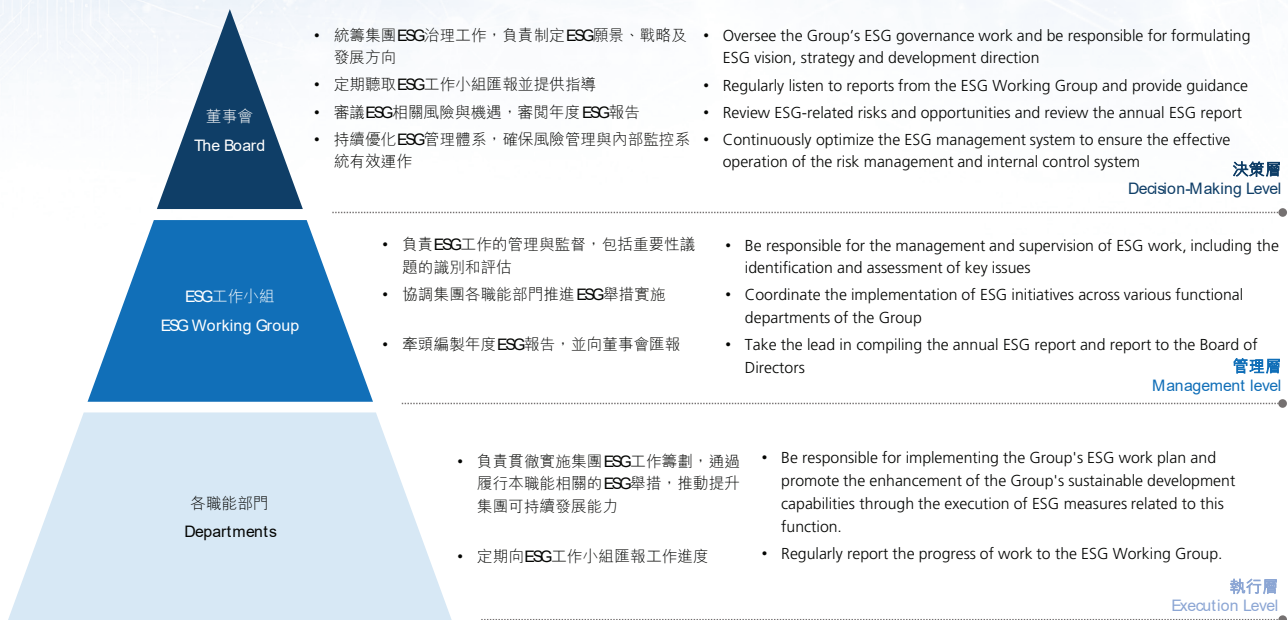 董事會
The Board
• 統籌集團ESG治理工作，負責制定ESG願景、戰略及
發展方向
• 定期聽取ESG工作小組匯報並提供指導
• 審議ESG相關風險與機遇，審閱年度ESG報告
• 持續優化ESG管理體系，確保風險管理與內部監控系
統有效運作
• Oversee the Group's ESG governance work and be responsible for formulating
ESG vision, strategy and development direction
• Regularly listen to reports from the ESG Working Group and provide guidance
• Review ESG-related risks and opportunities and review the annual ESG report
• Continuously optimize the ESG management system to ensure the effective
operation of the risk management and internal control system
決策層
Decision-Making Level
ESG工作小組
ESG Working Group
• 負責ESG工作的管理與監督，包括重要性議
題的識別和評估
• 協調集團各職能部門推進ESG舉措實施
• 牽頭編製年度ESG報告，並向董事會匯報
• Be responsible for the management and supervision of ESG work, including the
identification and assessment of key issues
• Coordinate the implementation of ESG initiatives across various functional
departments of the Group
• Take the lead in compiling the annual ESG report and report to the Board of
Directors
管理層
Management level
各職能部門
Departments
• 負責貫徹實施集團ESG工作籌劃，通過
履行本職能相關的ESG舉措，推動提升
集團可持續發展能力
• 定期向ESG工作小組匯報工作進度
• Be responsible for implementing the Group's ESG work plan and
promote the enhancement of the Group's sustainable development
capabilities through the execution of ESG measures related to this
function.
• Regularly report the progress of work to the ESG Working Group.
執行層
Execution Level